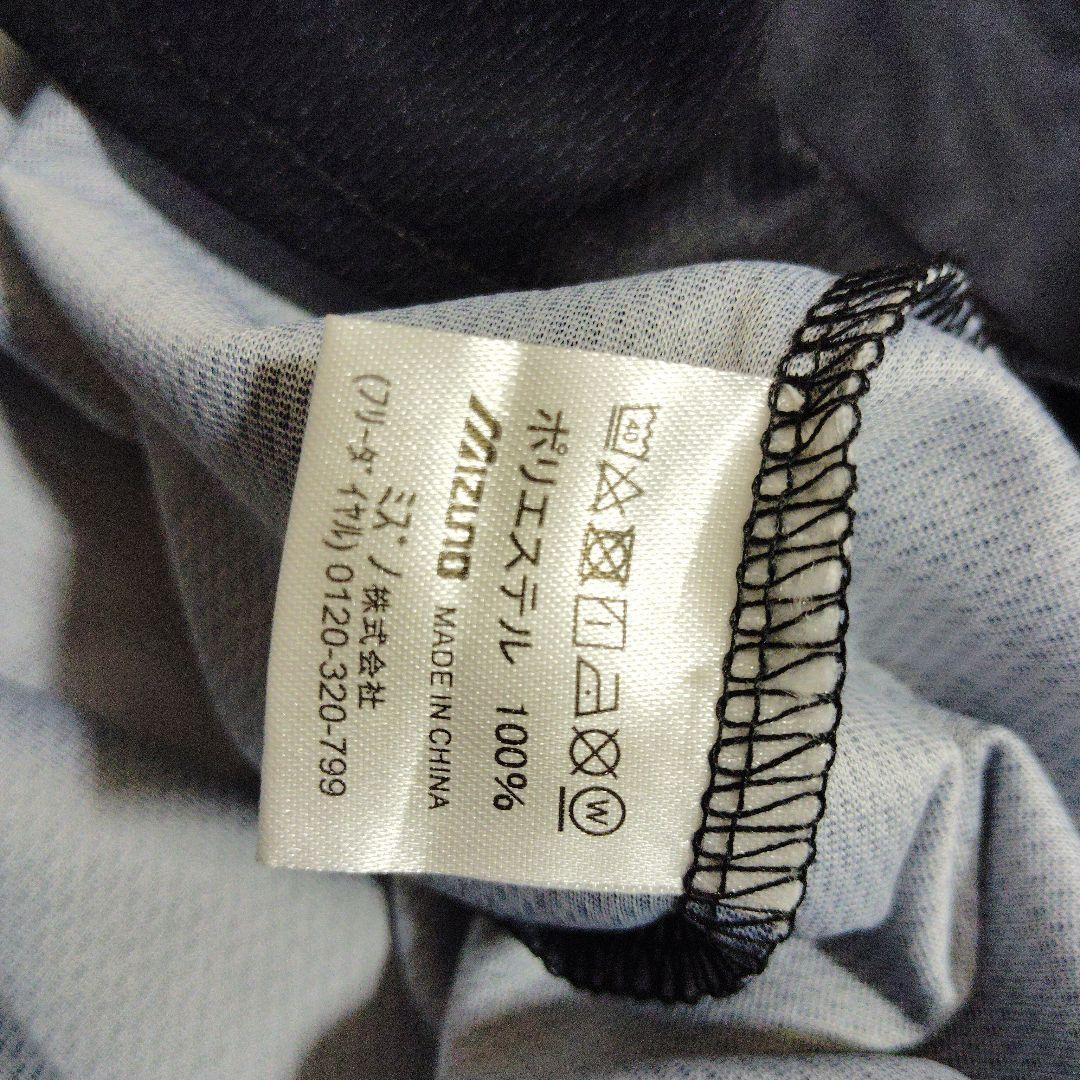 40
W
ポリエステル 100%
MIZUNO MADE IN CHINA
ミズノ株式会社
(フリーダイヤル) 0120-320-799